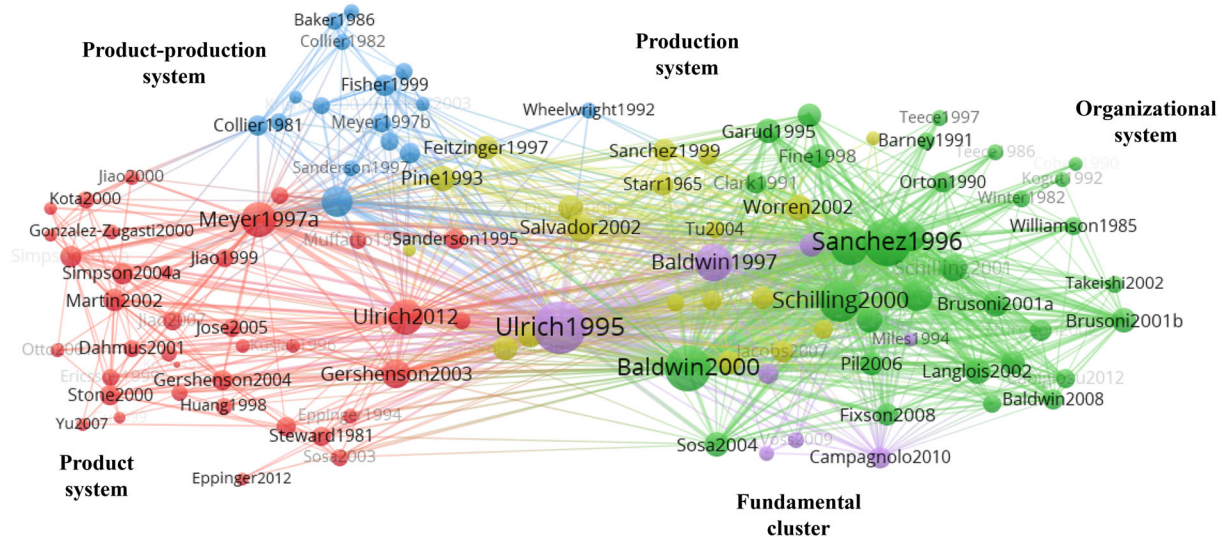 Baker1986
Collier1982
Product-production
system
Production
system
Fisher1999
Wheelwright1992
Teece1997
Organizational
system
Collier1981
Meyer1997b
Garud1995
Barney1991
Feitzinger1997
Sanchez1999
Fine1998
Teece1986
Sanderson1997
Pine1993
Starr1965
Clark1991
Orton1990
Kogut1992
Winter1982
Jiao2000
Kota2000
Meyer1997a
Salvador2002
Worren2002
Williamson1985
Gonzalez-Zugasti2000
Sanderson1995
Tu2004
Sanchez1996
Jiao1999
Baldwin1997
Schilling2001
Simpson2004a
Takeishi2002
Martin2002
Schilling2000
Brusoni2001a
Jiao2007
Jose2005
Ulrich2012
Ulrich1995
Brusoni2001b
Miles1994
Dahmus2001
Jacobs2007
Gershenson2004
Gershenson2003
Baldwin2000
Pil2006
Langlois2002
Stone2000
Huang1998
Baldwin2008
Yu2007
Eppinger1994
Fixson2008
Steward1981
Sosa2004
Sosa2003
Campagnolo2010
Product
system
Eppinger2012
Fundamental
cluster